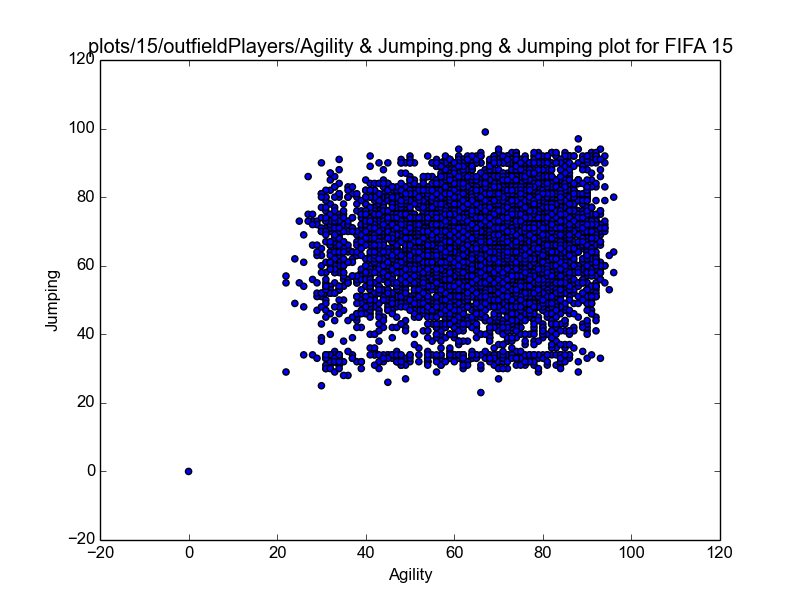 plots/15/outfieldPlayers/Agility & Jumping.png & Jumping plot for FIFA 15
120
100
80
60
40
20
0
−20
Jumping
−20 0 20 40 60 80 100 120
Agility